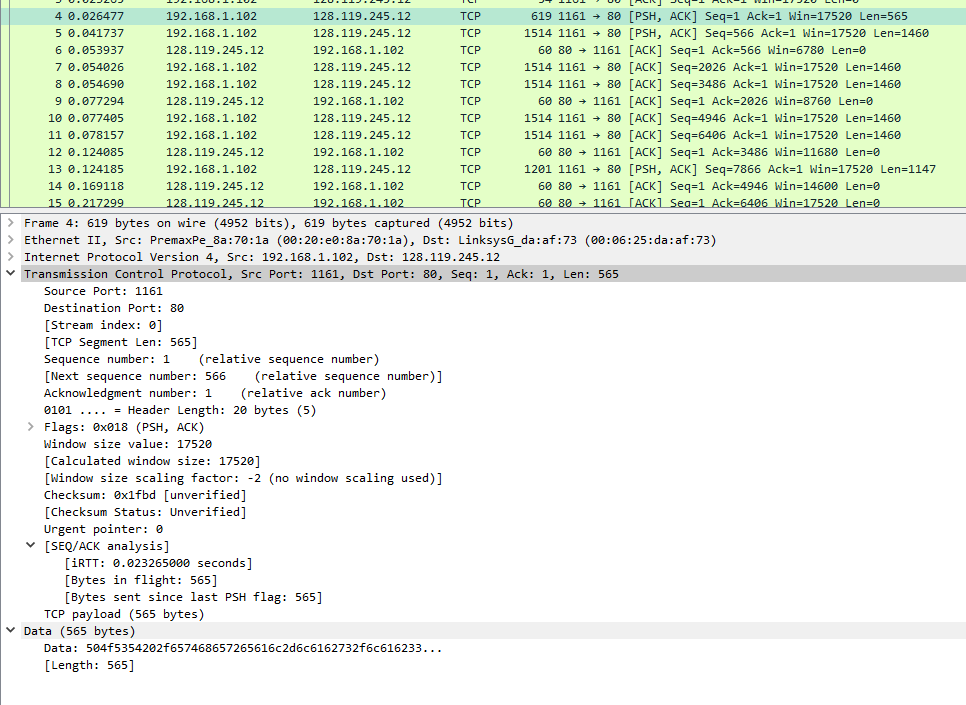 4 0.026477 192.168.1.102 128.119.245.12 TCP 619 1161 → 80 [PSH, ACK] Seq=1 Ack=1 Win=17520 Len=565
5 0.041737 192.168.1.102 128.119.245.12 TCP 1514 1161 → 80 [PSH, ACK] Seq=566 Ack=1 Win=17520 Len=1460
6 0.053937 128.119.245.12 192.168.1.102 TCP 60 80 → 1161 [ACK] Seq=1 Ack=566 Win=6780 Len=0
7 0.054026 192.168.1.102 128.119.245.12 TCP 1514 1161 → 80 [ACK] Seq=2026 Ack=1 Win=17520 Len=1460
8 0.054690 192.168.1.102 128.119.245.12 TCP 1514 1161 → 80 [ACK] Seq=3486 Ack=1 Win=17520 Len=1460
9 0.077294 128.119.245.12 192.168.1.102 TCP 60 80 → 1161 [ACK] Seq=1 Ack=2026 Win=8760 Len=0
10 0.077405 192.168.1.102 128.119.245.12 TCP 1514 1161 → 80 [ACK] Seq=4946 Ack=1 Win=17520 Len=1460
11 0.078157 192.168.1.102 128.119.245.12 TCP 1514 1161 → 80 [ACK] Seq=6406 Ack=1 Win=17520 Len=1460
12 0.124085 128.119.245.12 192.168.1.102 TCP 60 80 → 1161 [ACK] Seq=1 Ack=3486 Win=11680 Len=0
13 0.124185 192.168.1.102 128.119.245.12 TCP 1201 1161 → 80 [PSH, ACK] Seq=7866 Ack=1 Win=17520 Len=1147
14 0.169118 128.119.245.12 192.168.1.102 TCP 60 80 → 1161 [ACK] Seq=1 Ack=4946 Win=14600 Len=0
15 0.217299 128.119.245.12 192.168.1.102 TCP 60 80 → 1161 [ACK] Seq=1 Ack=6406 Win=17520 Len=0
Frame 4: 619 bytes on wire (4952 bits), 619 bytes captured (4952 bits)
Ethernet II, Src: PremaxPe_8a:70:1a (00:20:e0:8a:70:1a), Dst: LinksysG_da:af:73 (00:06:25:da:af:73)
Internet Protocol Version 4, Src: 192.168.1.102, Dst: 128.119.245.12
Transmission Control Protocol, Src Port: 1161, Dst Port: 80, Seq: 1, Ack: 1, Len: 565
Source Port: 1161
Destination Port: 80
[Stream index: 0]
[TCP Segment Len: 565]
Sequence number: 1 (relative sequence number)
[Next sequence number: 566 (relative sequence number)]
Acknowledgment number: 1 (relative ack number)
0101 .... = Header Length: 20 bytes (5)
Flags: 0x018 (PSH, ACK)
Window size value: 17520
[Calculated window size: 17520]
[Window size scaling factor: -2 (no window scaling used)]
Checksum: 0x1fbd [unverified]
[Checksum Status: Unverified]
Urgent pointer: 0
[SEQ/ACK analysis]
[iRTT: 0.023265000 seconds]
[Bytes in flight: 565]
[Bytes sent since last PSH flag: 565]
TCP payload (565 bytes)
Data (565 bytes)
Data: 504f5354202f657468657265616c2d6c6162732f6c616233...
[Length: 565]